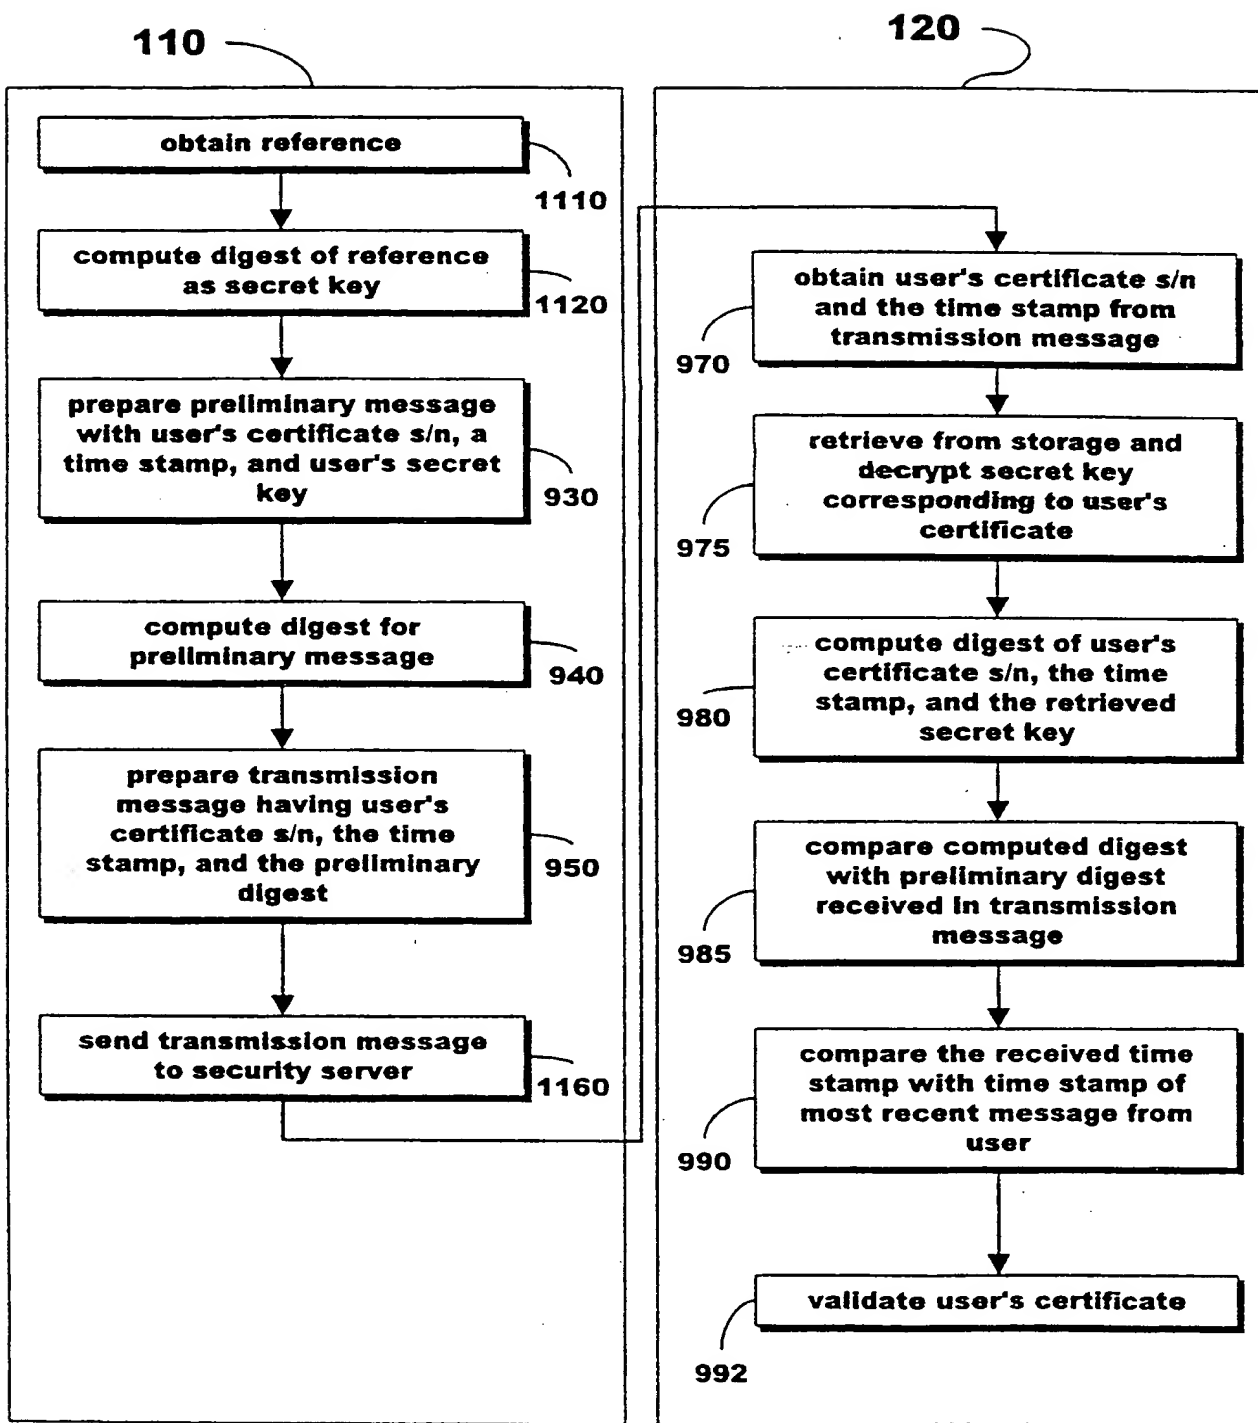 110
obtain reference
1110
compute digest of reference
as secret key
1120
prepare preliminary message
with user's certificate s/n, a
time stamp, and user's secret
key
930
compute digest for
preliminary message
940
prepare transmission
message having user's
certificate s/n, the time
stamp, and the preliminary
digest
950
send transmission message
to security server
1160
120
obtain user's certificate s/n
and the time stamp from
transmission message
970
retrieve from storage and
decrypt secret key
corresponding to user's
certificate
975
compute digest of user's
certificate s/n, the time
stamp, and the retrieved
secret key
980
compare computed digest
with preliminary digest
received in transmission
message
985
compare the received time
stamp with time stamp of
most recent message from
user
990
validate user's certificate
992